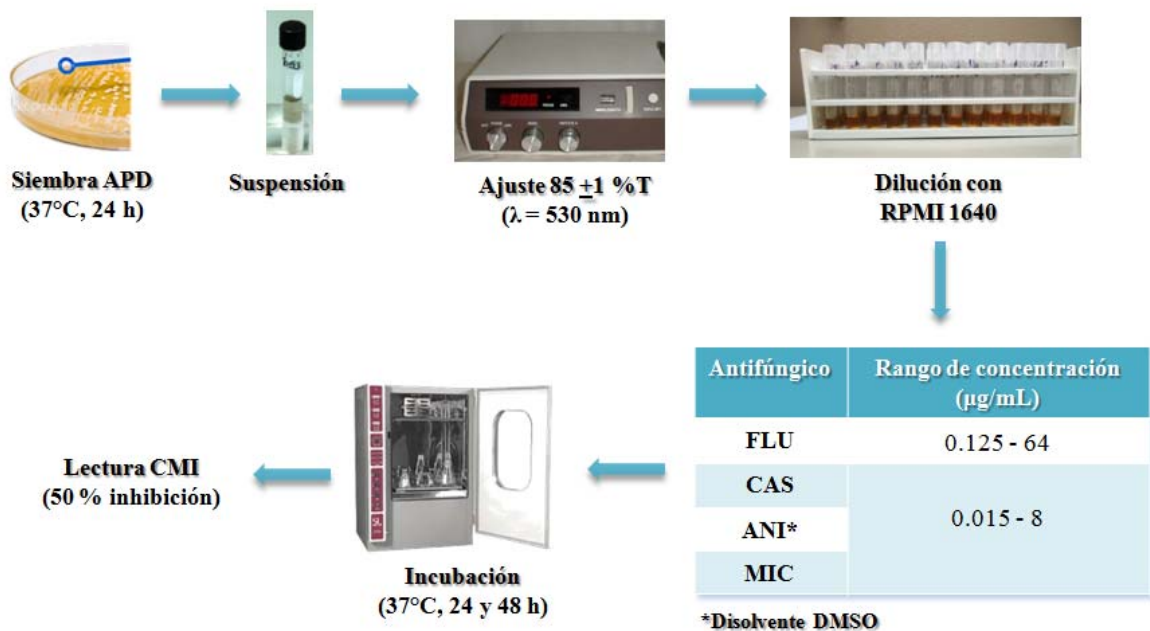 Siembra APD
(37°C, 24 h)
Suspensión
Ajuste 85 ±1 %T
(λ = 530 nm)
Dilución con
RPMI 1640
Antifúngico
Rango de concentración
(µg/mL)
FLU
0.125 - 64
CAS
ANI*
MIC
0.015 - 8
*Disolvente DMSO
Incubación
(37°C, 24 y 48 h)
Lectura CMI
(50 % inhibición)